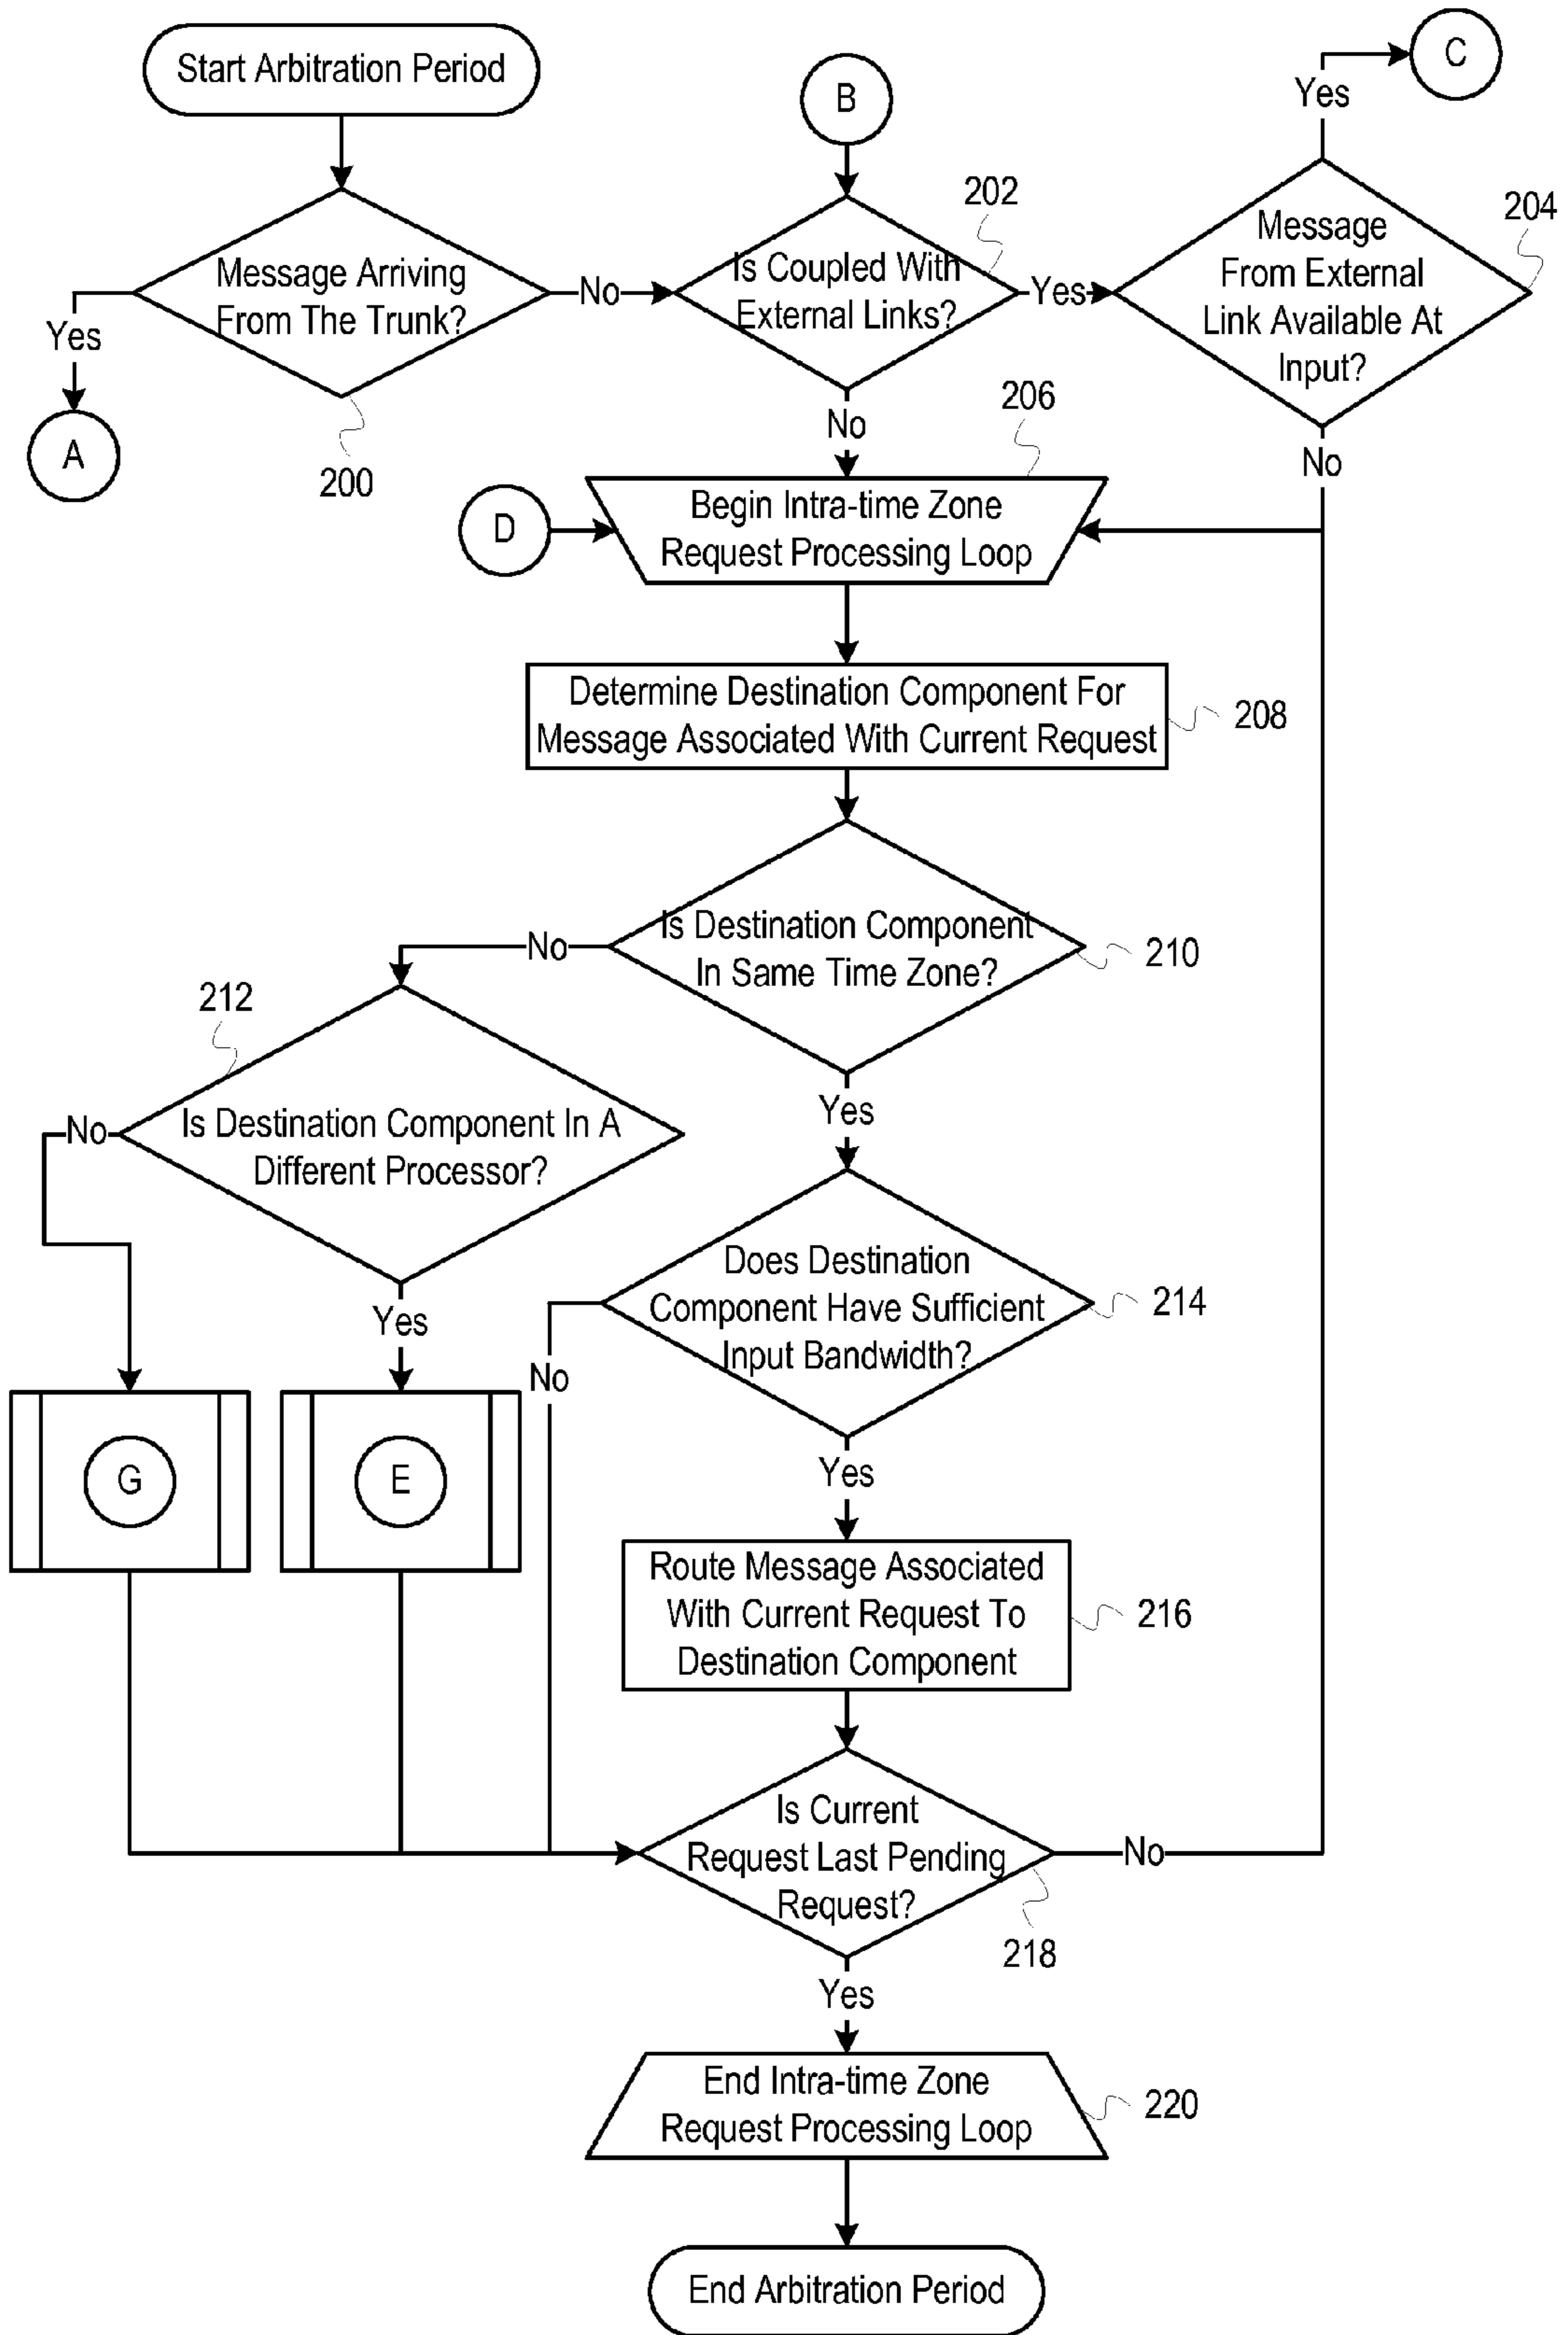 Start Arbitration Period
B
C
Yes
202
204
Message Arriving
From The Trunk?
No
Is Coupled With
External Links?
Yes
Message
From External
Link Available At
Input?
Yes
A
200
No
206
No
D
Begin Intra-time Zone
Request Processing Loop
Determine Destination Component For
Message Associated With Current Request
208
Is Destination Component
In Same Time Zone?
210
No
212
Yes
Is Destination Component In A
Different Processor?
No
Yes
Does Destination
Component Have Sufficient
Input Bandwidth?
214
No
G
E
Yes
Route Message Associated
With Current Request To
Destination Component
216
Is Current
Request Last Pending
Request?
No
218
Yes
End Intra-time Zone
Request Processing Loop
220
End Arbitration Period